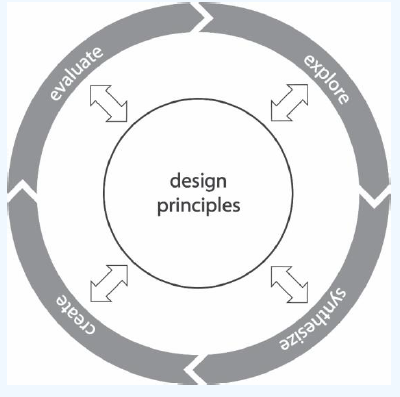 evaluate
explore
design
principles
create
synthesize